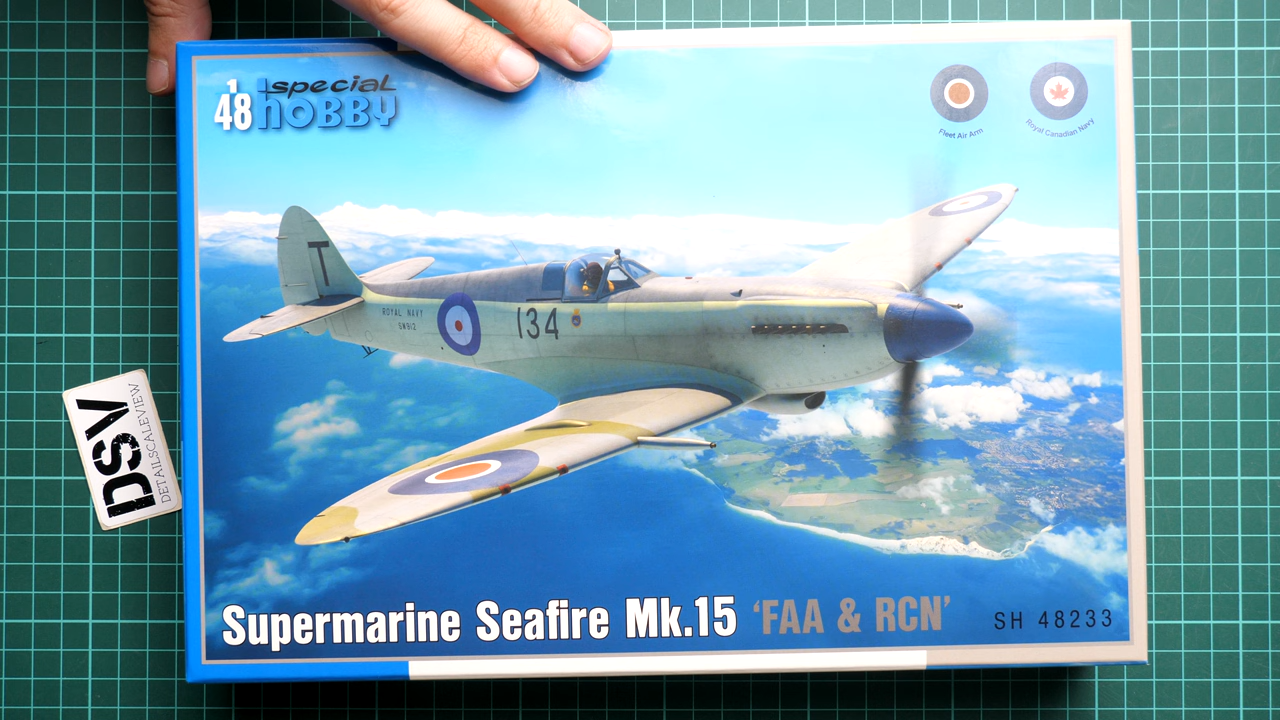 1/48 special hobby
Fleet Air Arm
Royal Canadian Navy
T
ROYAL NAVY
SW912
134
DSV
DETAILSCALEVIEW
Supermarine Seafire Mk.15 'FAA & RCN' SH 48233